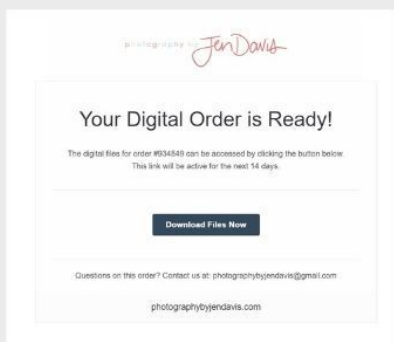 photography by Jen Davis
Your Digital Order is Ready!
The digital files for order #934849 can be accessed by clicking the button below.
This link will be active for the next 14 days.
Download Files Now
Questions on this order? Contact us at: photographybyjendavis@gmail.com
photographybyjendavis.com